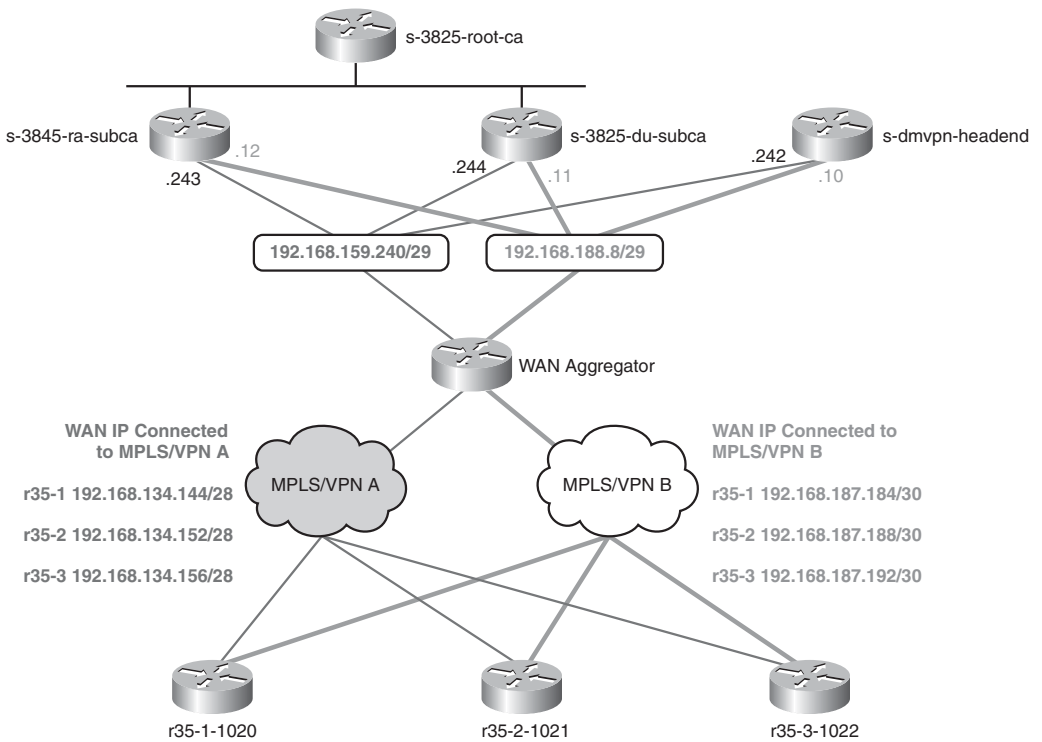 s-3825-root-ca
s-3845-ra-subca
s-3825-du-subca
s-dmvpn-headend
.12
.243
.244
.11
.242
.10
192.168.159.240/29
192.168.188.8/29
WAN Aggregator
WAN IP Connected
to MPLS/VPN A
MPLS/VPN A
MPLS/VPN B
WAN IP Connected to
MPLS/VPN B
r35-1 192.168.134.144/28
r35-2 192.168.134.152/28
r35-3 192.168.134.156/28
r35-1 192.168.187.184/30
r35-2 192.168.187.188/30
r35-3 192.168.187.192/30
r35-1-1020
r35-2-1021
r35-3-1022